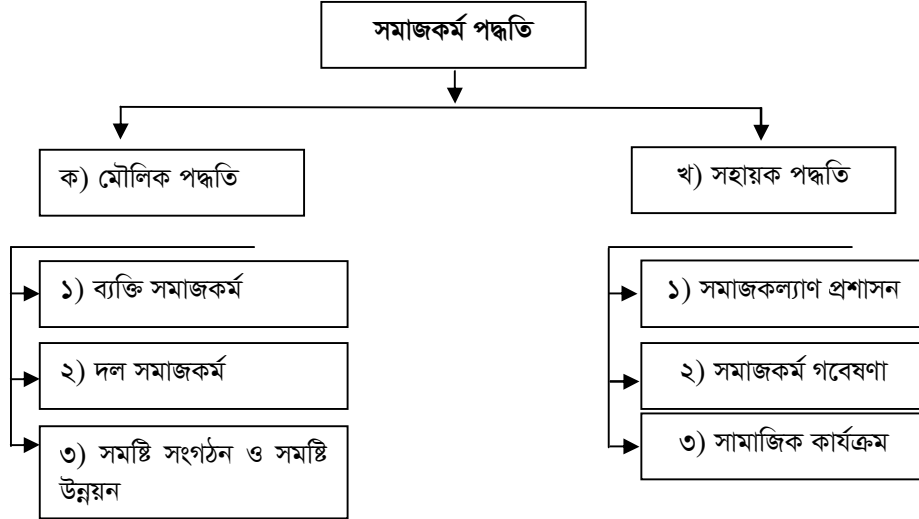 সমাজকর্ম পদ্ধতি
ক) মৌলিক পদ্ধতি
১) ব্যক্তি সমাজকর্ম
২) দল সমাজকর্ম
৩) সমষ্টি সংগঠন ও সমষ্টি
উন্নয়ন
খ) সহায়ক পদ্ধতি
১) সমাজকল্যাণ প্রশাসন
২) সমাজকর্ম গবেষণা
৩) সামাজিক কার্যক্রম